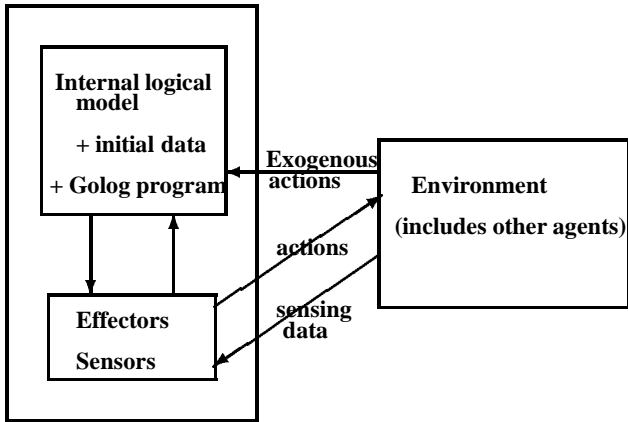 Internal logical
model
+ initial data
+ Golog program
Exogenous
actions
Environment
(includes other agents)
actions
sensing
data
Effectors
Sensors